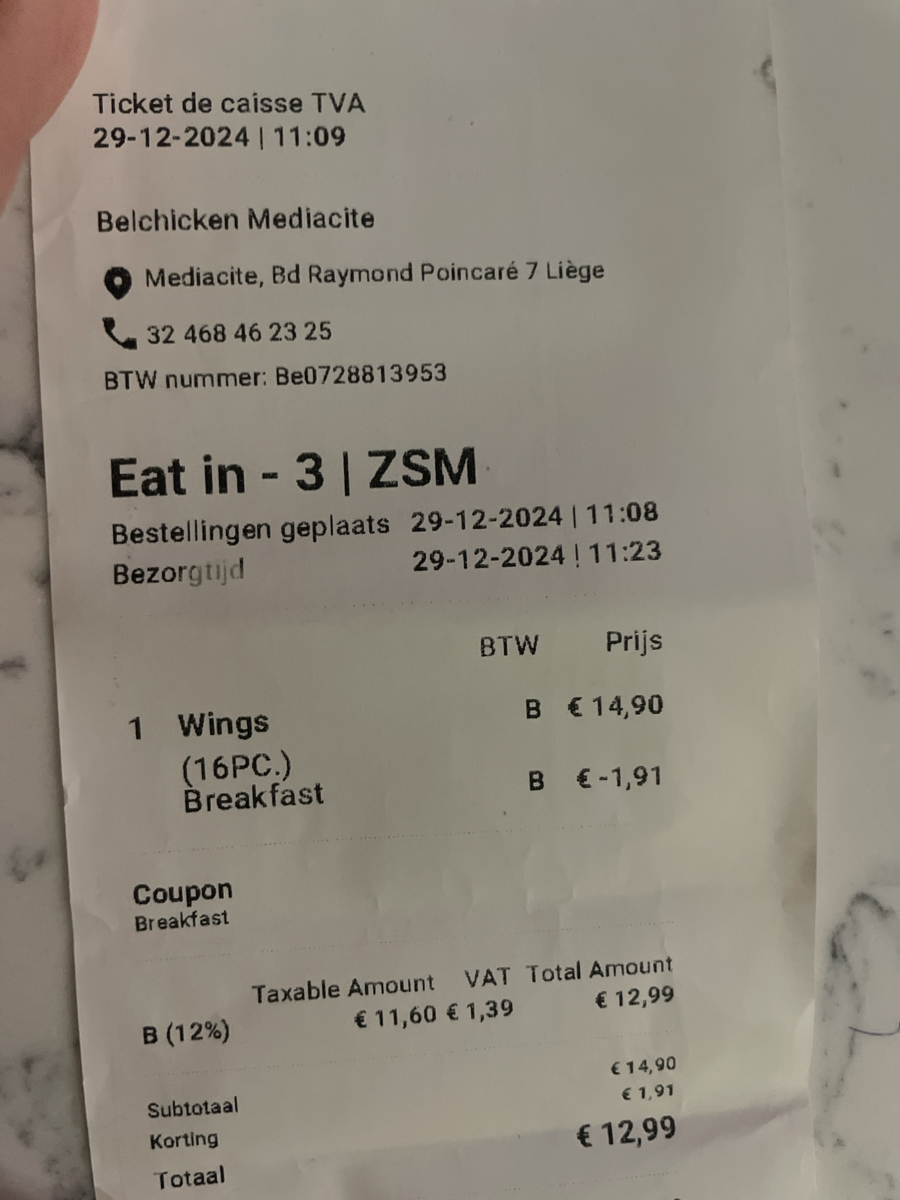 Ticket de caisse TVA
29-12-2024 | 11:09
Belchicken Mediacite
Mediacite, Bd Raymond Poincaré 7 Liège
32 468 46 23 25
BTW nummer: Be0728813953
Eat in - 3 | ZSM
Bestellingen geplaats 29-12-2024 | 11:08
Bezorgtijd 29-12-2024 | 11:23
BTW Prijs
1 Wings B € 14,90
(16PC.)
Breakfast B € -1,91
Coupon
Breakfast
Taxable Amount VAT Total Amount
B (12%) € 11,60 € 1,39 € 12,99
Subtotaal € 14,90
Korting € 1,91
Totaal € 12,99